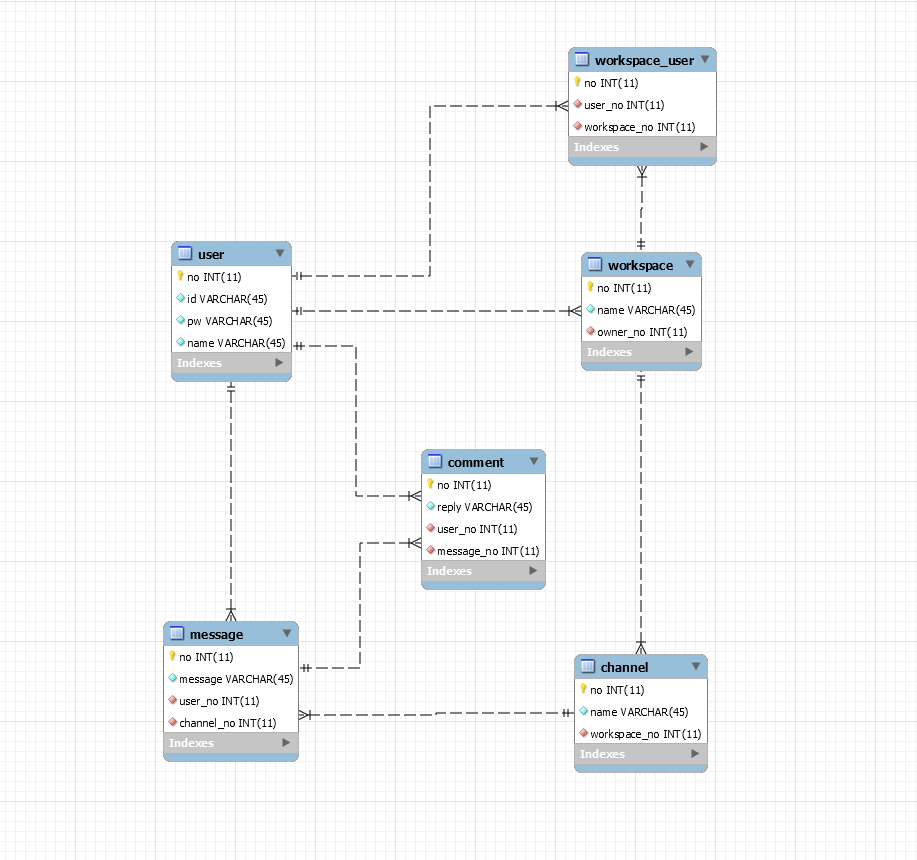 workspace_user
no INT(11)
user_no INT(11)
workspace_no INT(11)
Indexes
user
no INT(11)
id VARCHAR(45)
pw VARCHAR(45)
name VARCHAR(45)
Indexes
workspace
no INT(11)
name VARCHAR(45)
owner_no INT(11)
Indexes
comment
no INT(11)
reply VARCHAR(45)
user_no INT(11)
message_no INT(11)
Indexes
message
no INT(11)
message VARCHAR(45)
user_no INT(11)
channel_no INT(11)
Indexes
channel
no INT(11)
name VARCHAR(45)
workspace_no INT(11)
Indexes